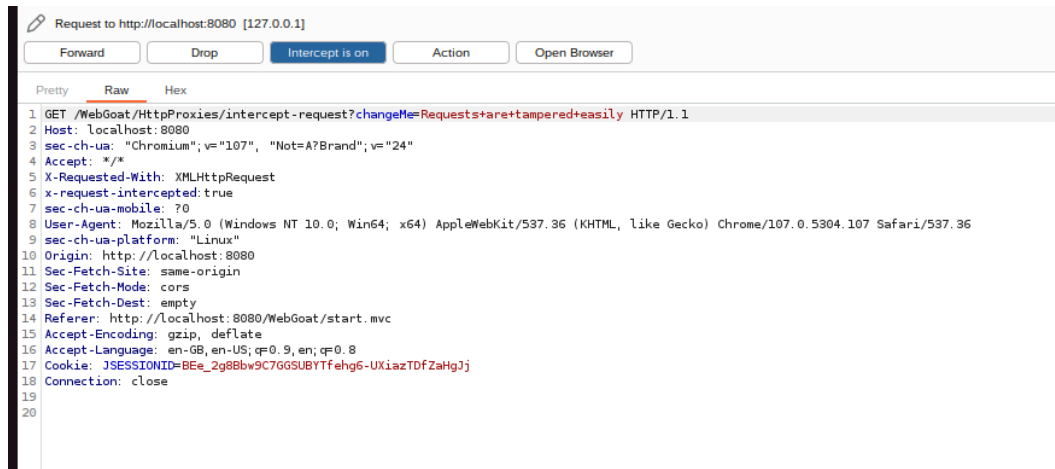 Request to http://localhost:8080 [127.0.0.1]
Forward Drop Intercept is on Action Open Browser
Pretty Raw Hex
1 GET /WebGoat/HttpProxies/intercept-request?changeMe=Requests+are+tampered+easily HTTP/1.1
2 Host: localhost:8080
3 sec-ch-ua: "Chromium";v="107", "Not=A?Brand";v="24"
4 Accept: */*
5 X-Requested-With: XMLHttpRequest
6 x-request-intercepted:true
7 sec-ch-ua-mobile: ?0
8 User-Agent: Mozilla/5.0 (Windows NT 10.0; Win64; x64) AppleWebKit/537.36 (KHTML, like Gecko) Chrome/107.0.5304.107 Safari/537.36
9 sec-ch-ua-platform: "Linux"
10 Origin: http://localhost:8080
11 Sec-Fetch-Site: same-origin
12 Sec-Fetch-Mode: cors
13 Sec-Fetch-Dest: empty
14 Referer: http://localhost:8080/WebGoat/start.mvc
15 Accept-Encoding: gzip, deflate
16 Accept-Language: en-GB,en-US;q=0.9,en;q=0.8
17 Cookie: JSESSIONID=BEe_2g8Bbw9C7GGSUBYTfehg6-UXiazTDfZaHgJj
18 Connection: close
19
20